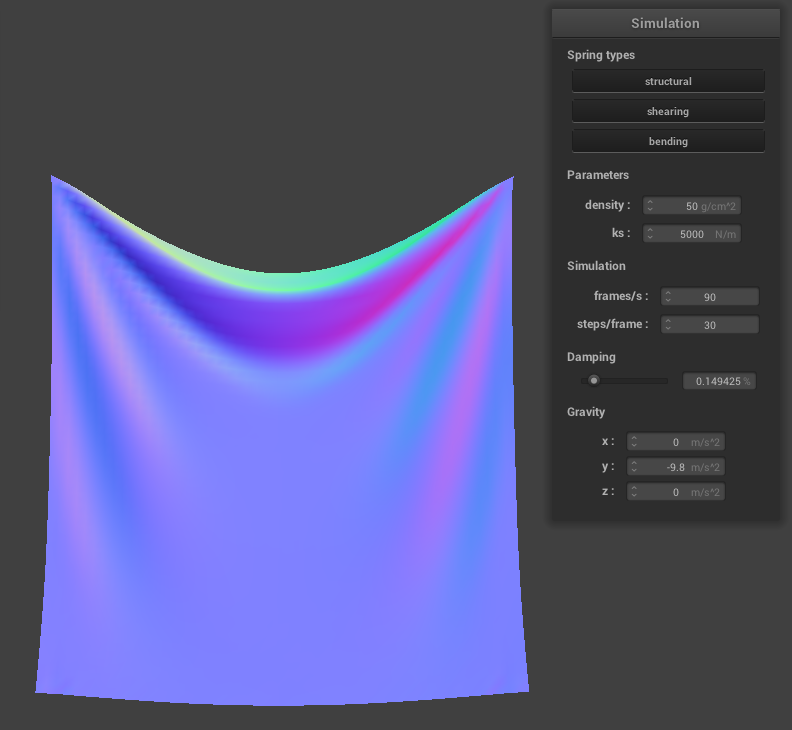 Simulation
Spring types
structural
shearing
bending
Parameters
density : 50 g/cm^2
ks : 5000 N/m
Simulation
frames/s : 90
steps/frame : 30
Damping
0.149425 %
Gravity
x : 0 m/s^2
y : -9.8 m/s^2
z : 0 m/s^2